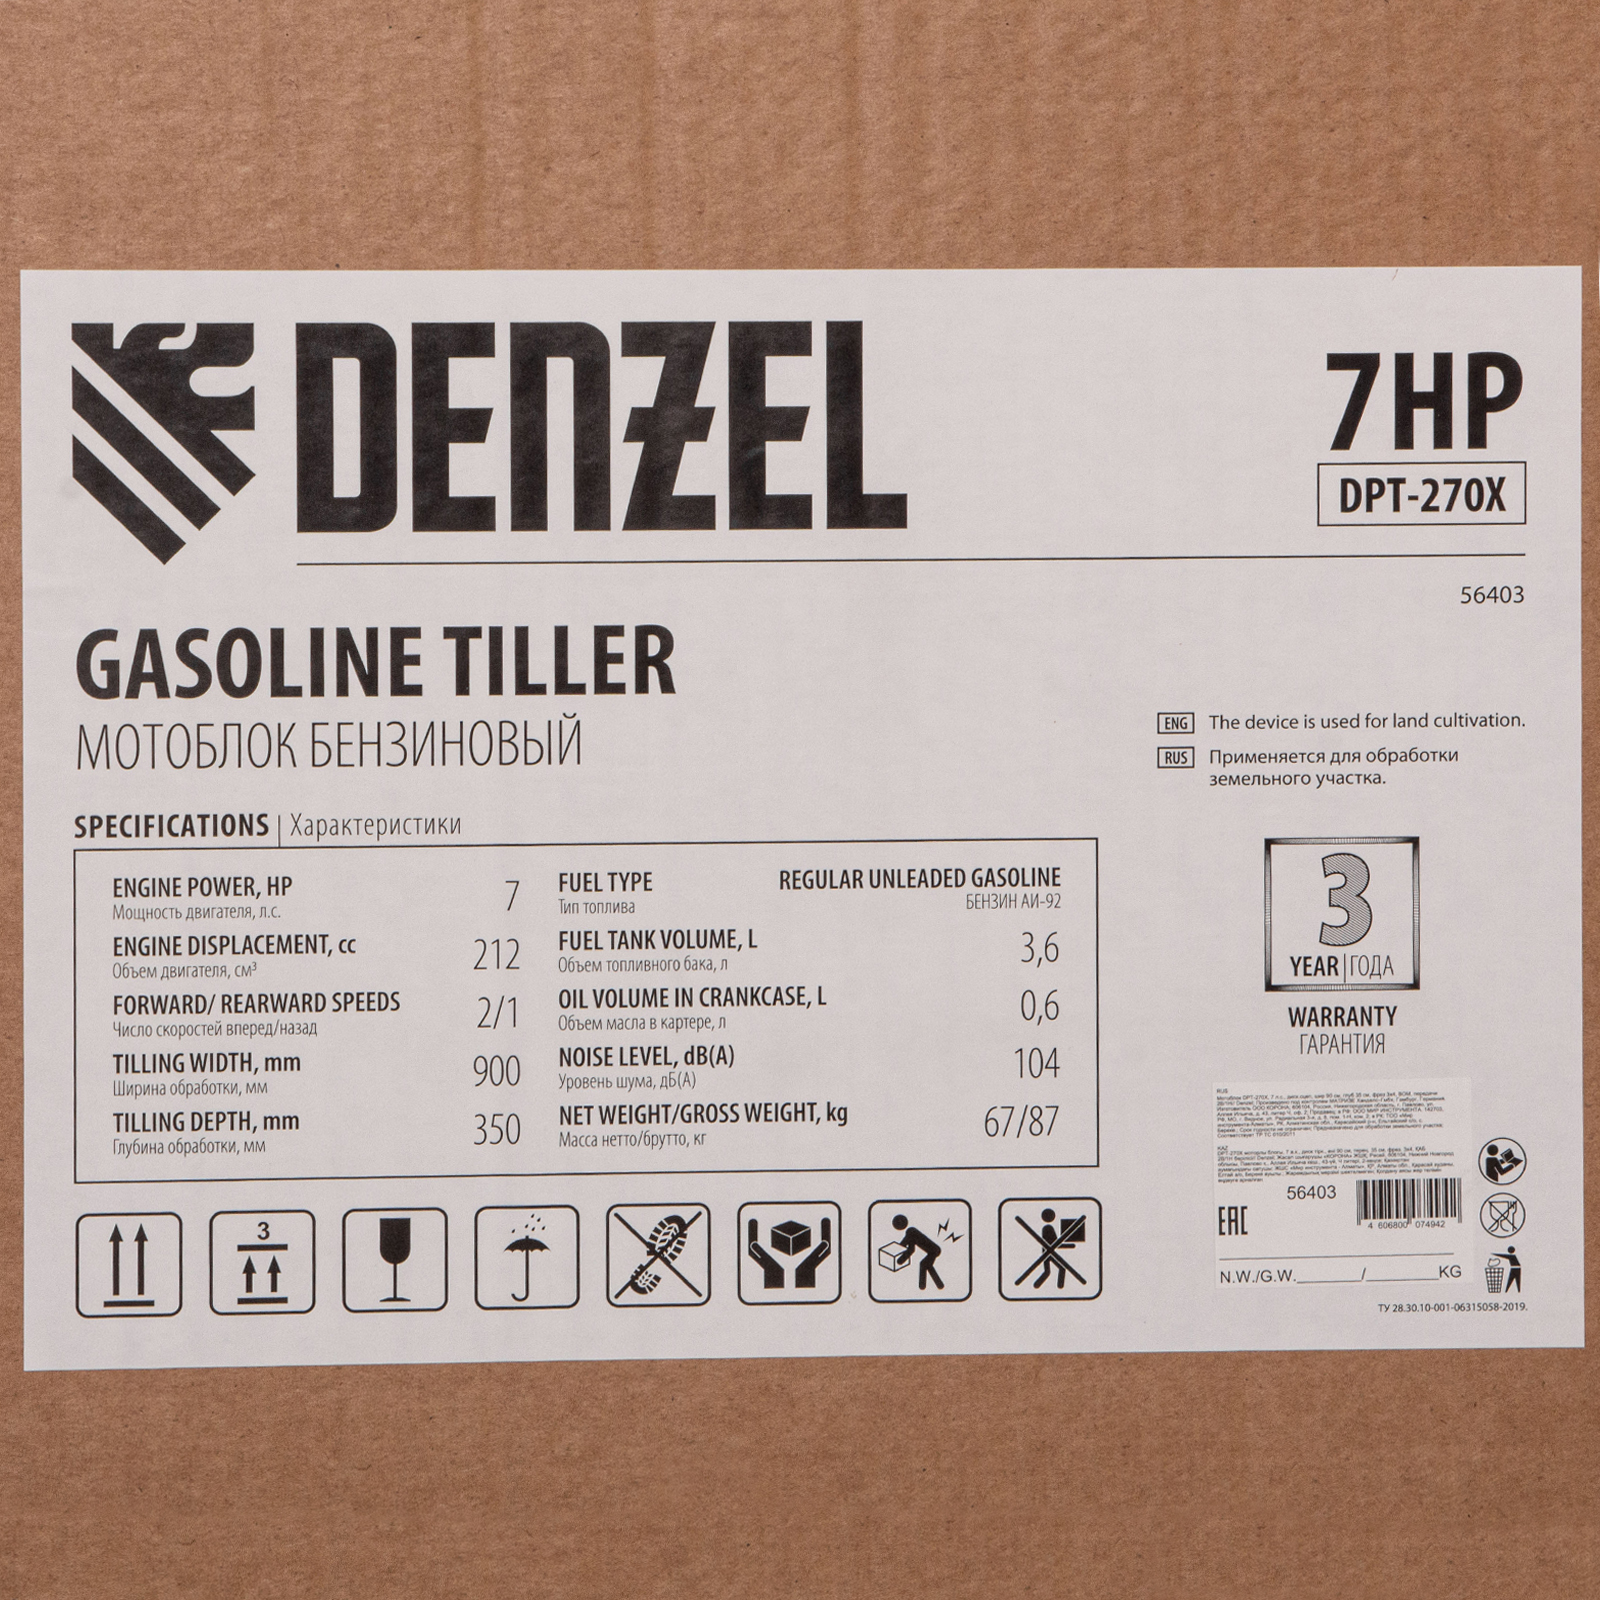 DENZEL
7HP
DPT-270X
56403
GASOLINE TILLER
МОТОБЛОК БЕНЗИНОВЫЙ
ENG The device is used for land cultivation.
RUS Применяется для обработки
земельного участка.
SPECIFICATIONS | Характеристики
ENGINE POWER, HP 7
Мощность двигателя, л.с.
ENGINE DISPLACEMENT, cc 212
Объем двигателя, см³
FORWARD/ REARWARD SPEEDS 2/1
Число скоростей вперед/назад
TILLING WIDTH, mm 900
Ширина обработки, мм
TILLING DEPTH, mm 350
Глубина обработки, мм
FUEL TYPE REGULAR UNLEADED GASOLINE
Тип топлива БЕНЗИН АИ-92
FUEL TANK VOLUME, L 3,6
Объем топливного бака, л
OIL VOLUME IN CRANKCASE, L 0,6
Объем масла в картере, л
NOISE LEVEL, dB(A) 104
Уровень шума, дБ(А)
NET WEIGHT/GROSS WEIGHT, kg 67/87
Масса нетто/брутто, кг
3
YEAR | ГОДА
WARRANTY
ГАРАНТИЯ
3
RUS
KAZ
56403
4 606800 074942
EAC
N.W./G.W.________/________KG
ТУ 28.30.10-001-06315058-2019.